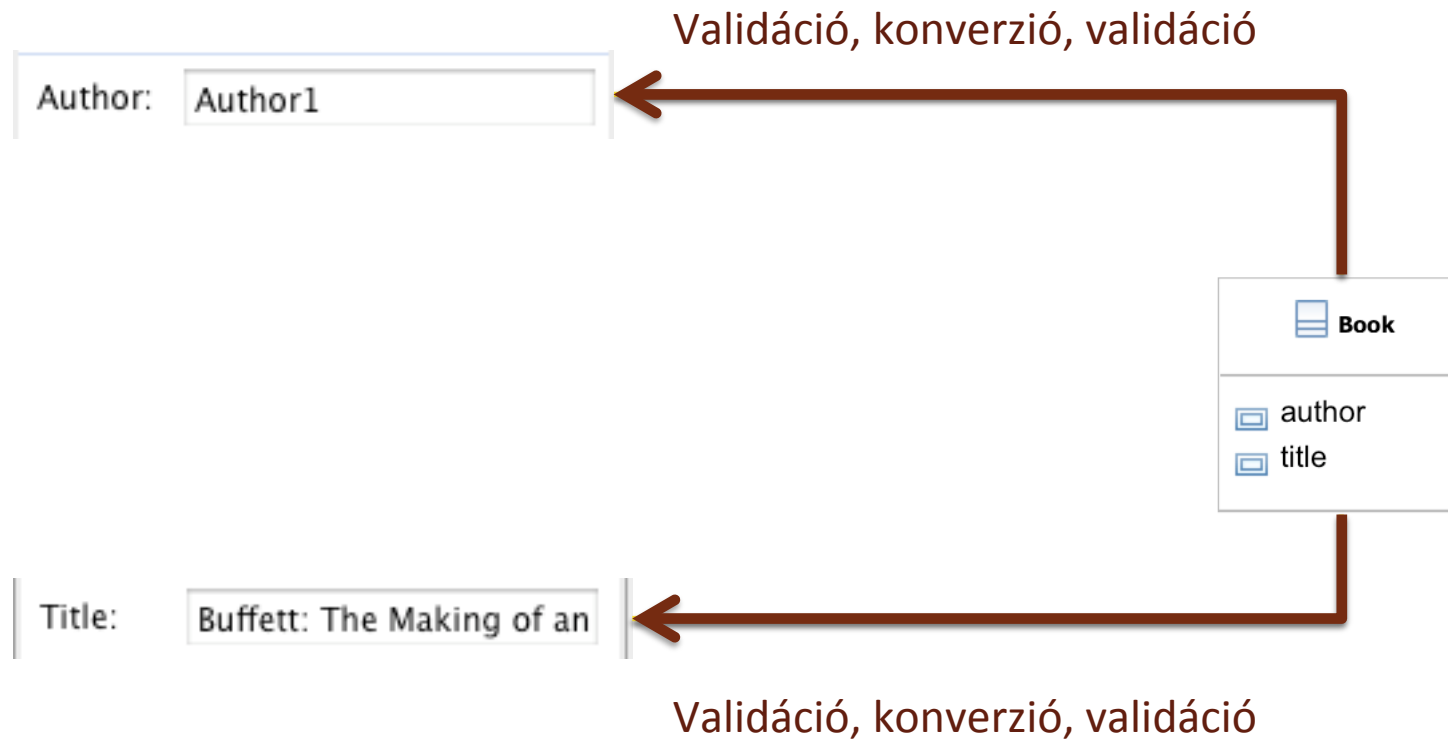 Validáció, konverzió, validáció
Author: Author1
Book
author
title
Title: Buffett: The Making of an
Validáció, konverzió, validáció